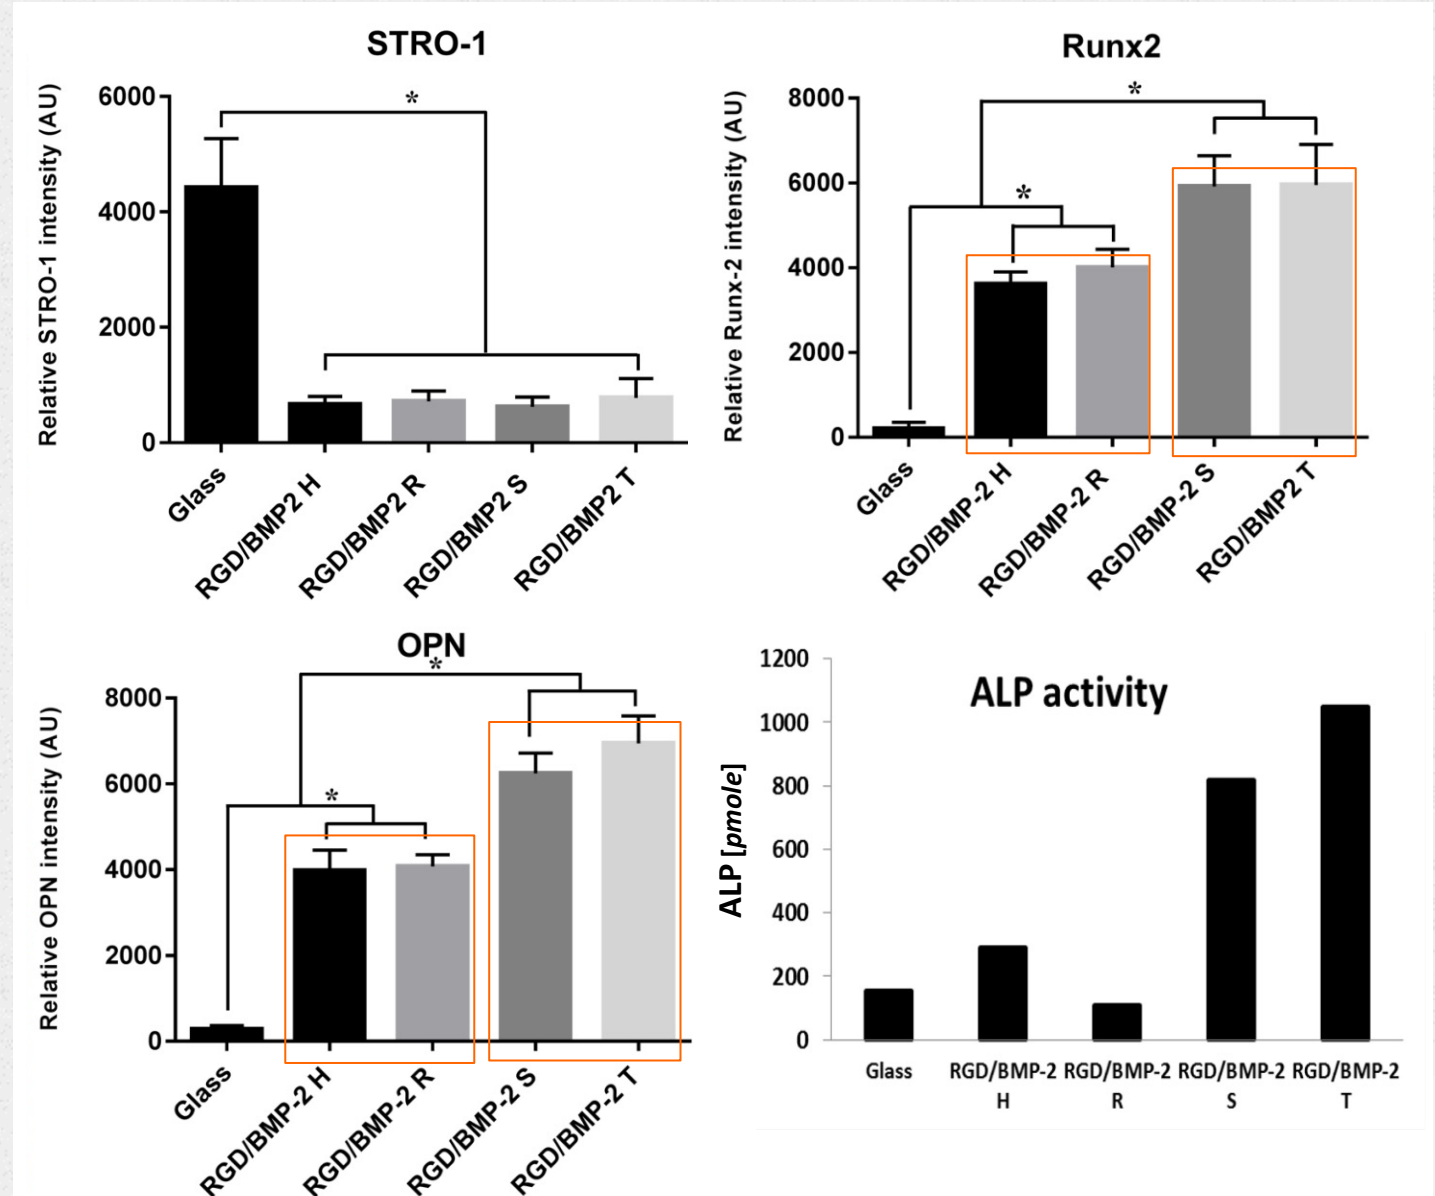 STRO-1
Relative STRO-1 intensity (AU)
6000
4000
2000
0
*
Glass
RGD/BMP2 H
RGD/BMP2 R
RGD/BMP2 S
RGD/BMP2 T
Runx2
Relative Runx-2 intensity (AU)
8000
6000
4000
2000
0
*
*
Glass
RGD/BMP-2 H
RGD/BMP-2 R
RGD/BMP-2 S
RGD/BMP2 T
OPN
Relative OPN intensity (AU)
8000
6000
4000
2000
0
*
*
Glass
RGD/BMP-2 H
RGD/BMP-2 R
RGD/BMP-2 S
RGD/BMP-2 T
ALP activity
ALP [pmole]
1200
1000
800
600
400
200
0
Glass
RGD/BMP-2
H
RGD/BMP-2
R
RGD/BMP-2
S
RGD/BMP-2
T